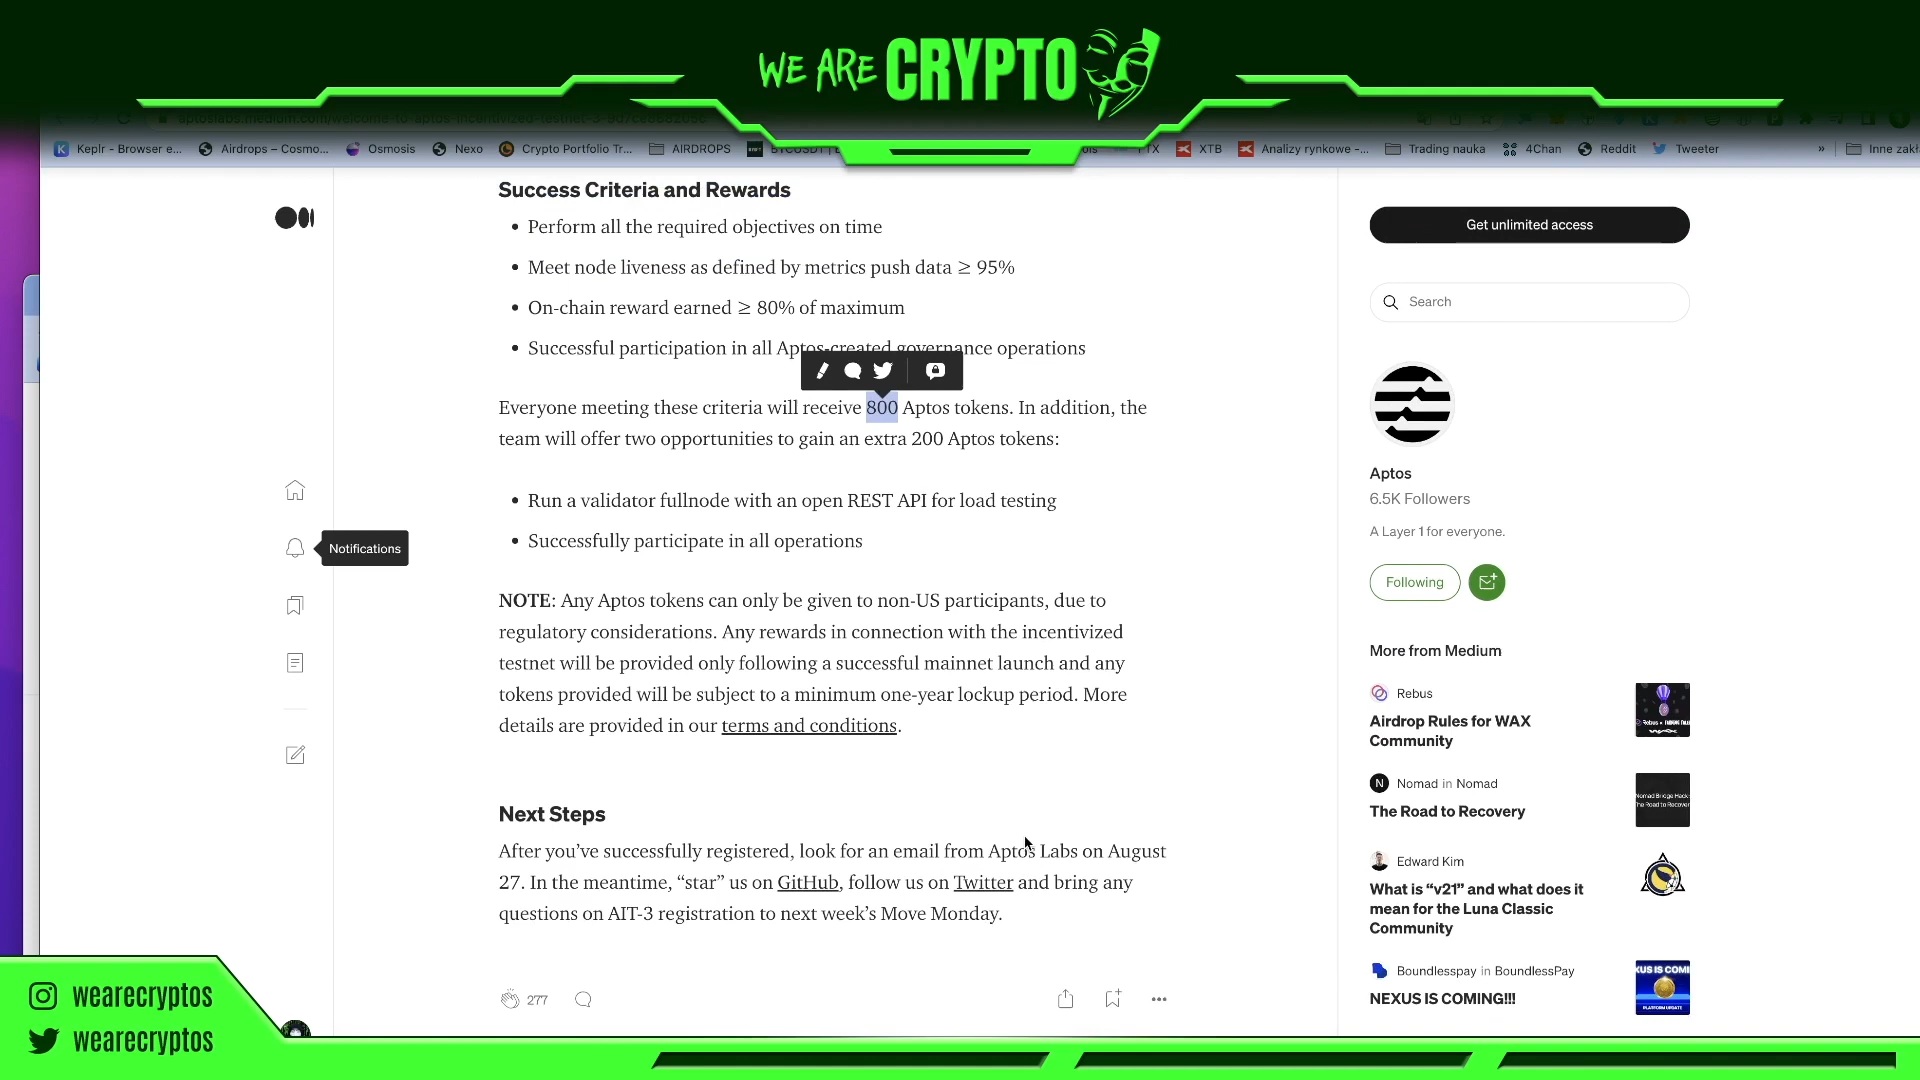 WE ARE CRYPTO
Keplr - Browser e...
Airdrops – Cosmo...
Osmosis
Nexo
Crypto Portfolio Tr...
AIRDROPS
XTB
Analizy rynkowe -...
Trading nauka
4Chan
Reddit
Tweeter
»
Inne zakł
Success Criteria and Rewards
• Perform all the required objectives on time
• Meet node liveness as defined by metrics push data ≥ 95%
• On-chain reward earned ≥ 80% of maximum
• Successful participation in all Aptos-created governance operations
Everyone meeting these criteria will receive 800 Aptos tokens. In addition, the
team will offer two opportunities to gain an extra 200 Aptos tokens:
• Run a validator fullnode with an open REST API for load testing
• Successfully participate in all operations
NOTE: Any Aptos tokens can only be given to non-US participants, due to
regulatory considerations. Any rewards in connection with the incentivized
testnet will be provided only following a successful mainnet launch and any
tokens provided will be subject to a minimum one-year lockup period. More
details are provided in our terms and conditions.
Next Steps
After you’ve successfully registered, look for an email from Aptos Labs on August
27. In the meantime, “star” us on GitHub, follow us on Twitter and bring any
questions on AIT-3 registration to next week’s Move Monday.
277
Notifications
Get unlimited access
Search
Aptos
6.5K Followers
A Layer 1 for everyone.
Following
More from Medium
Rebus
Airdrop Rules for WAX
Community
N
Nomad in Nomad
The Road to Recovery
Nomad Bridge Hack:
The Road to Recovery
Edward Kim
What is “v21” and what does it
mean for the Luna Classic
Community
Boundlesspay in BoundlessPay
NEXUS IS COMING!!!
XUS IS COMI
PLATFORM UPDATE
wearecryptos
wearecryptos